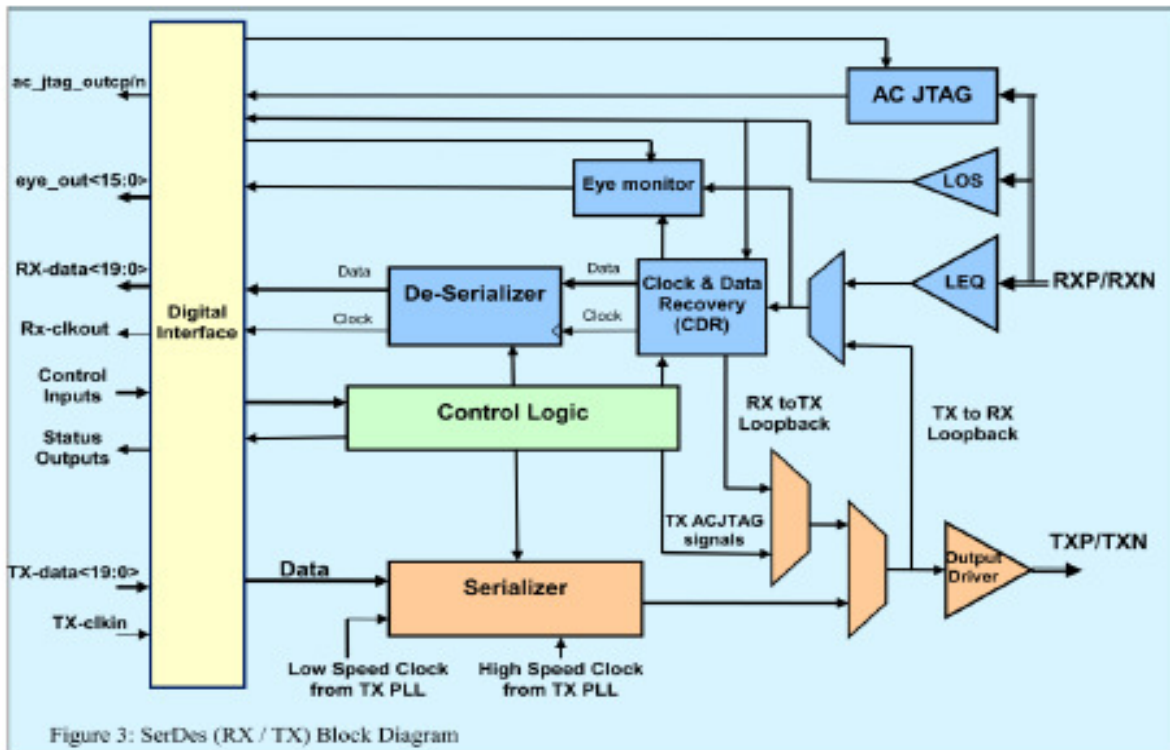 ac_jtag_outcp/n
AC JTAG
eye_out<15:0>
Eye monitor
LOS
RX-data<19:0>
Data
De-Serializer
Data
Clock & Data
Recovery
(CDR)
LEQ
RXP/RXN
Digital
Interface
Rx-clkout
Clock
Clock
Control
Inputs
Control Logic
RX toTX
Loopback
TX to RX
Loopback
Status
Outputs
TX ACJTAG
signals
TXP/TXN
Output
Driver
TX-data<19:0>
Data
Serializer
TX-clkin
Low Speed Clock
from TX PLL
High Speed Clock
from TX PLL
Figure 3: SerDes (RX / TX) Block Diagram